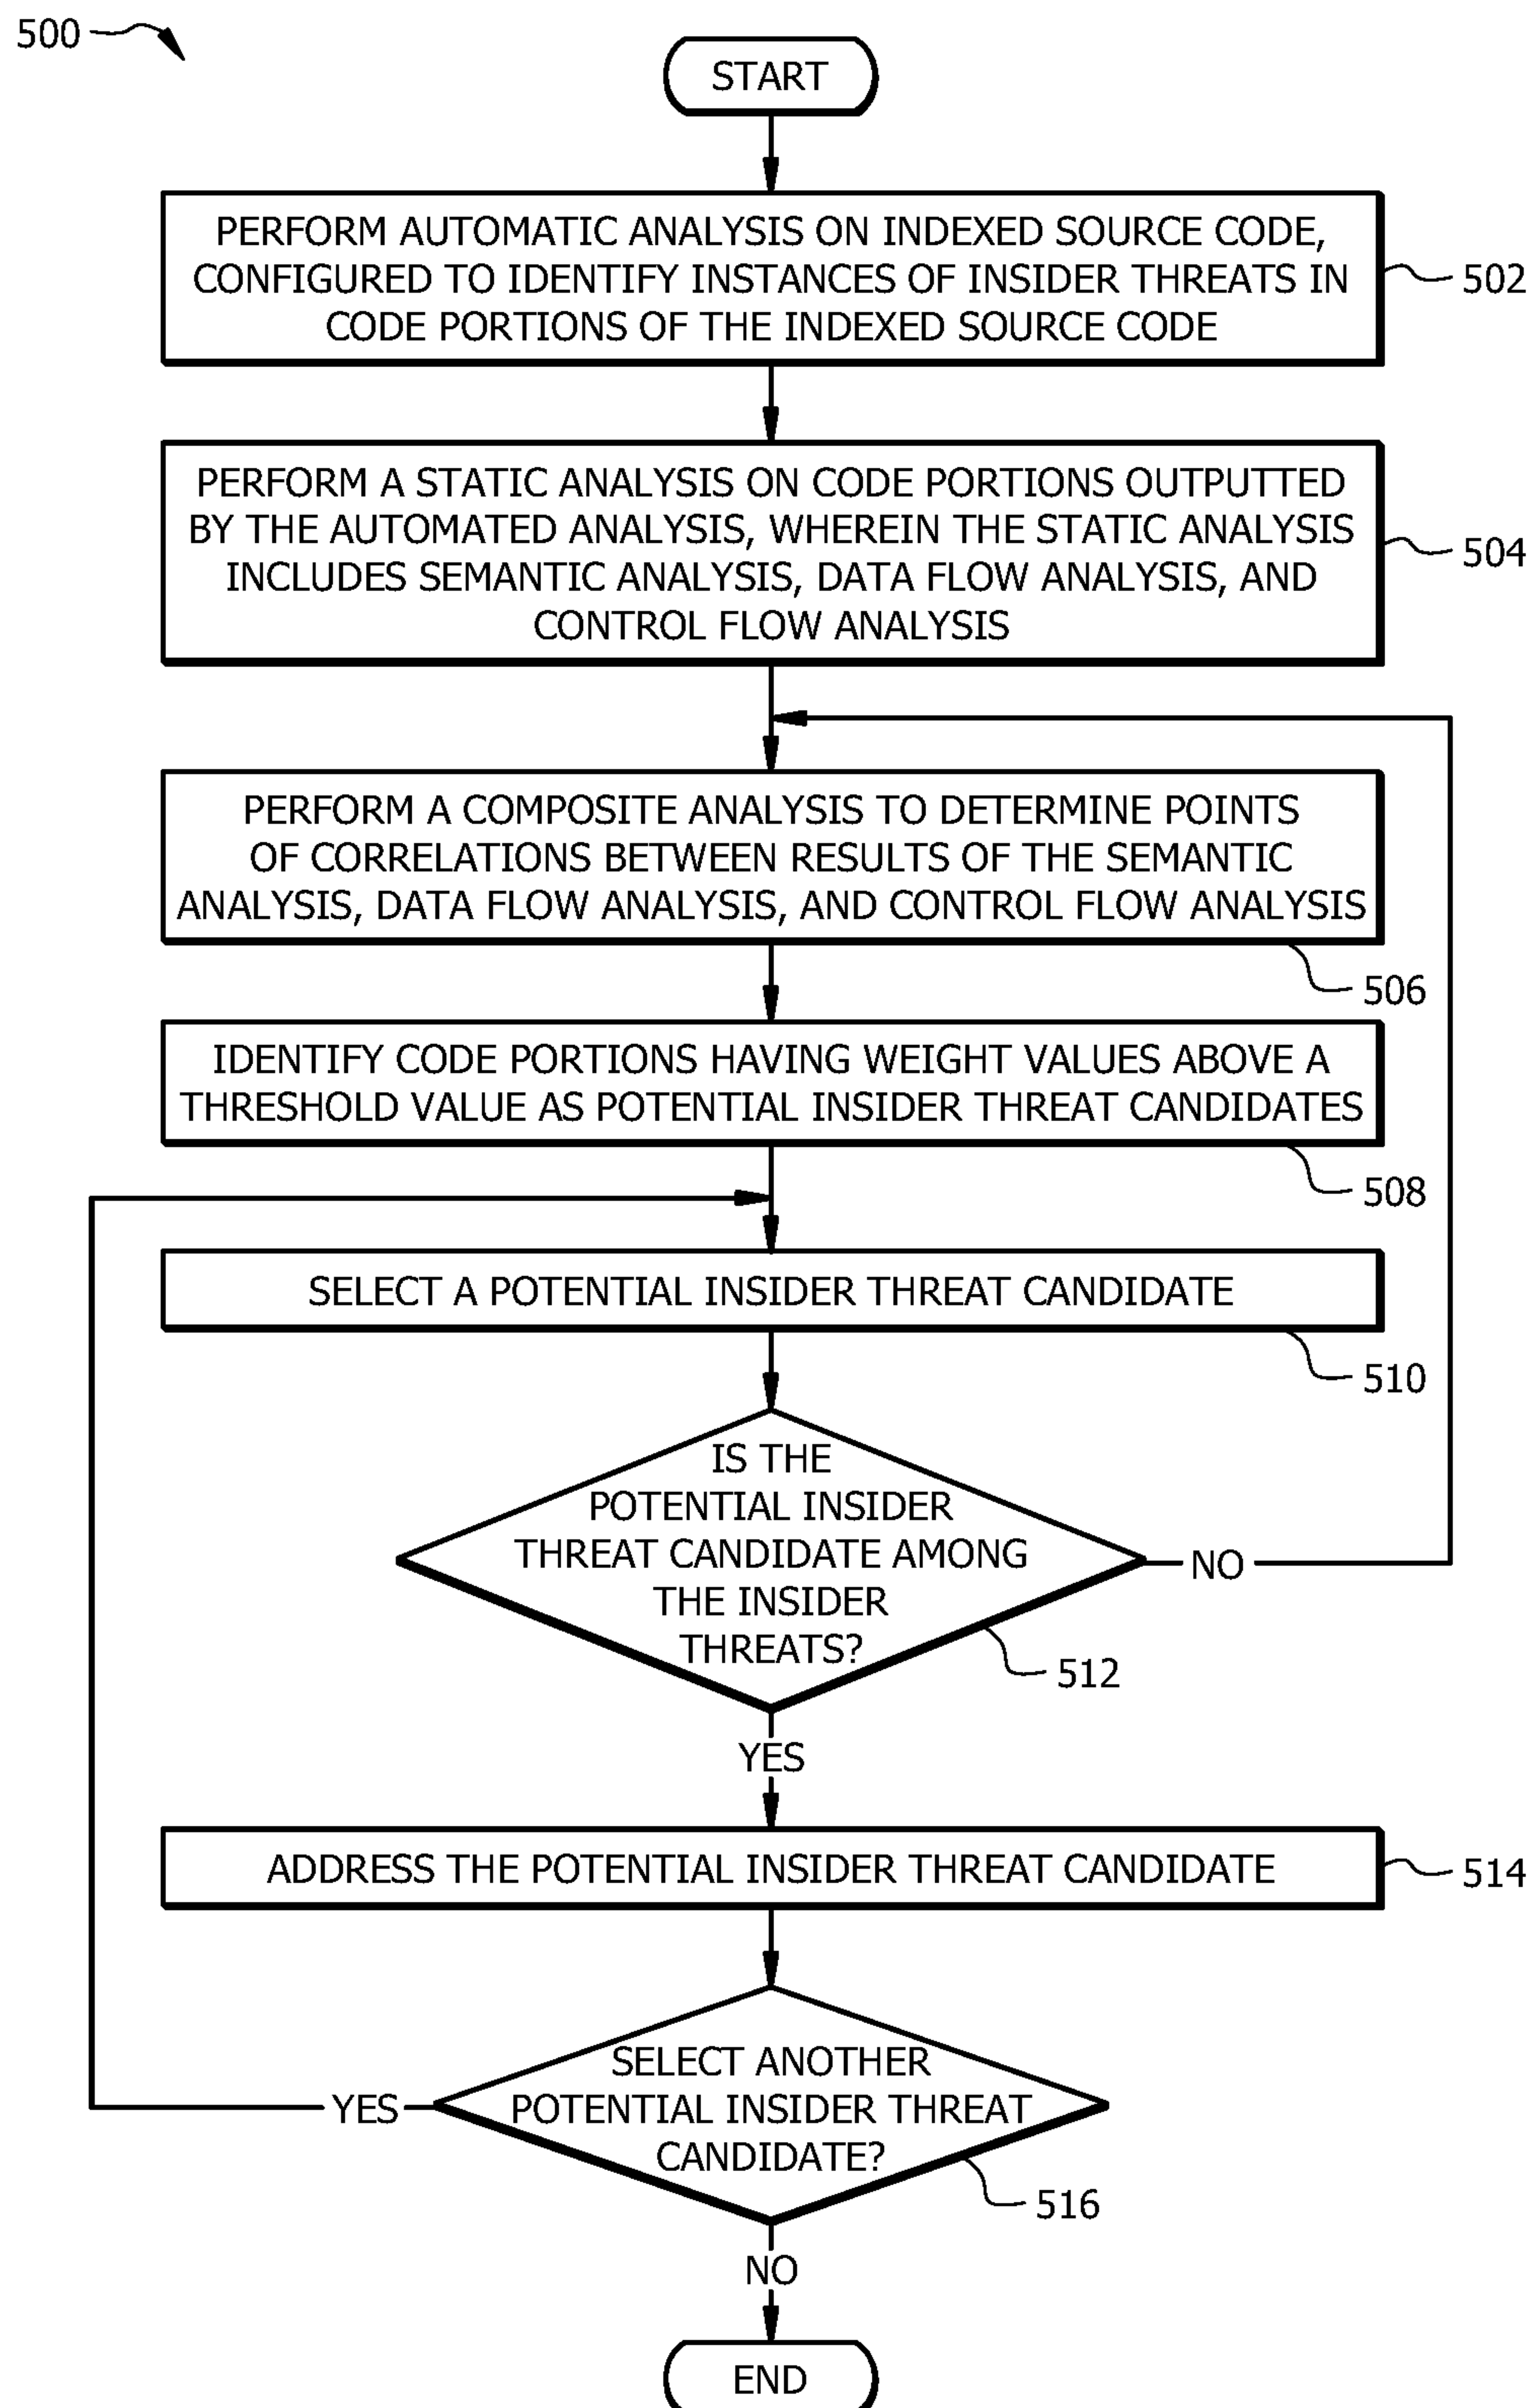 500
START
PERFORM AUTOMATIC ANALYSIS ON INDEXED SOURCE CODE,
CONFIGURED TO IDENTIFY INSTANCES OF INSIDER THREATS IN
CODE PORTIONS OF THE INDEXED SOURCE CODE
502
PERFORM A STATIC ANALYSIS ON CODE PORTIONS OUTPUTTED
BY THE AUTOMATED ANALYSIS, WHEREIN THE STATIC ANALYSIS
INCLUDES SEMANTIC ANALYSIS, DATA FLOW ANALYSIS, AND
CONTROL FLOW ANALYSIS
504
PERFORM A COMPOSITE ANALYSIS TO DETERMINE POINTS
OF CORRELATIONS BETWEEN RESULTS OF THE SEMANTIC
ANALYSIS, DATA FLOW ANALYSIS, AND CONTROL FLOW ANALYSIS
506
IDENTIFY CODE PORTIONS HAVING WEIGHT VALUES ABOVE A
THRESHOLD VALUE AS POTENTIAL INSIDER THREAT CANDIDATES
508
SELECT A POTENTIAL INSIDER THREAT CANDIDATE
510
IS THE
POTENTIAL INSIDER
THREAT CANDIDATE AMONG
THE INSIDER
THREATS?
NO
512
YES
ADDRESS THE POTENTIAL INSIDER THREAT CANDIDATE
514
SELECT ANOTHER
POTENTIAL INSIDER THREAT
CANDIDATE?
YES
516
NO
END